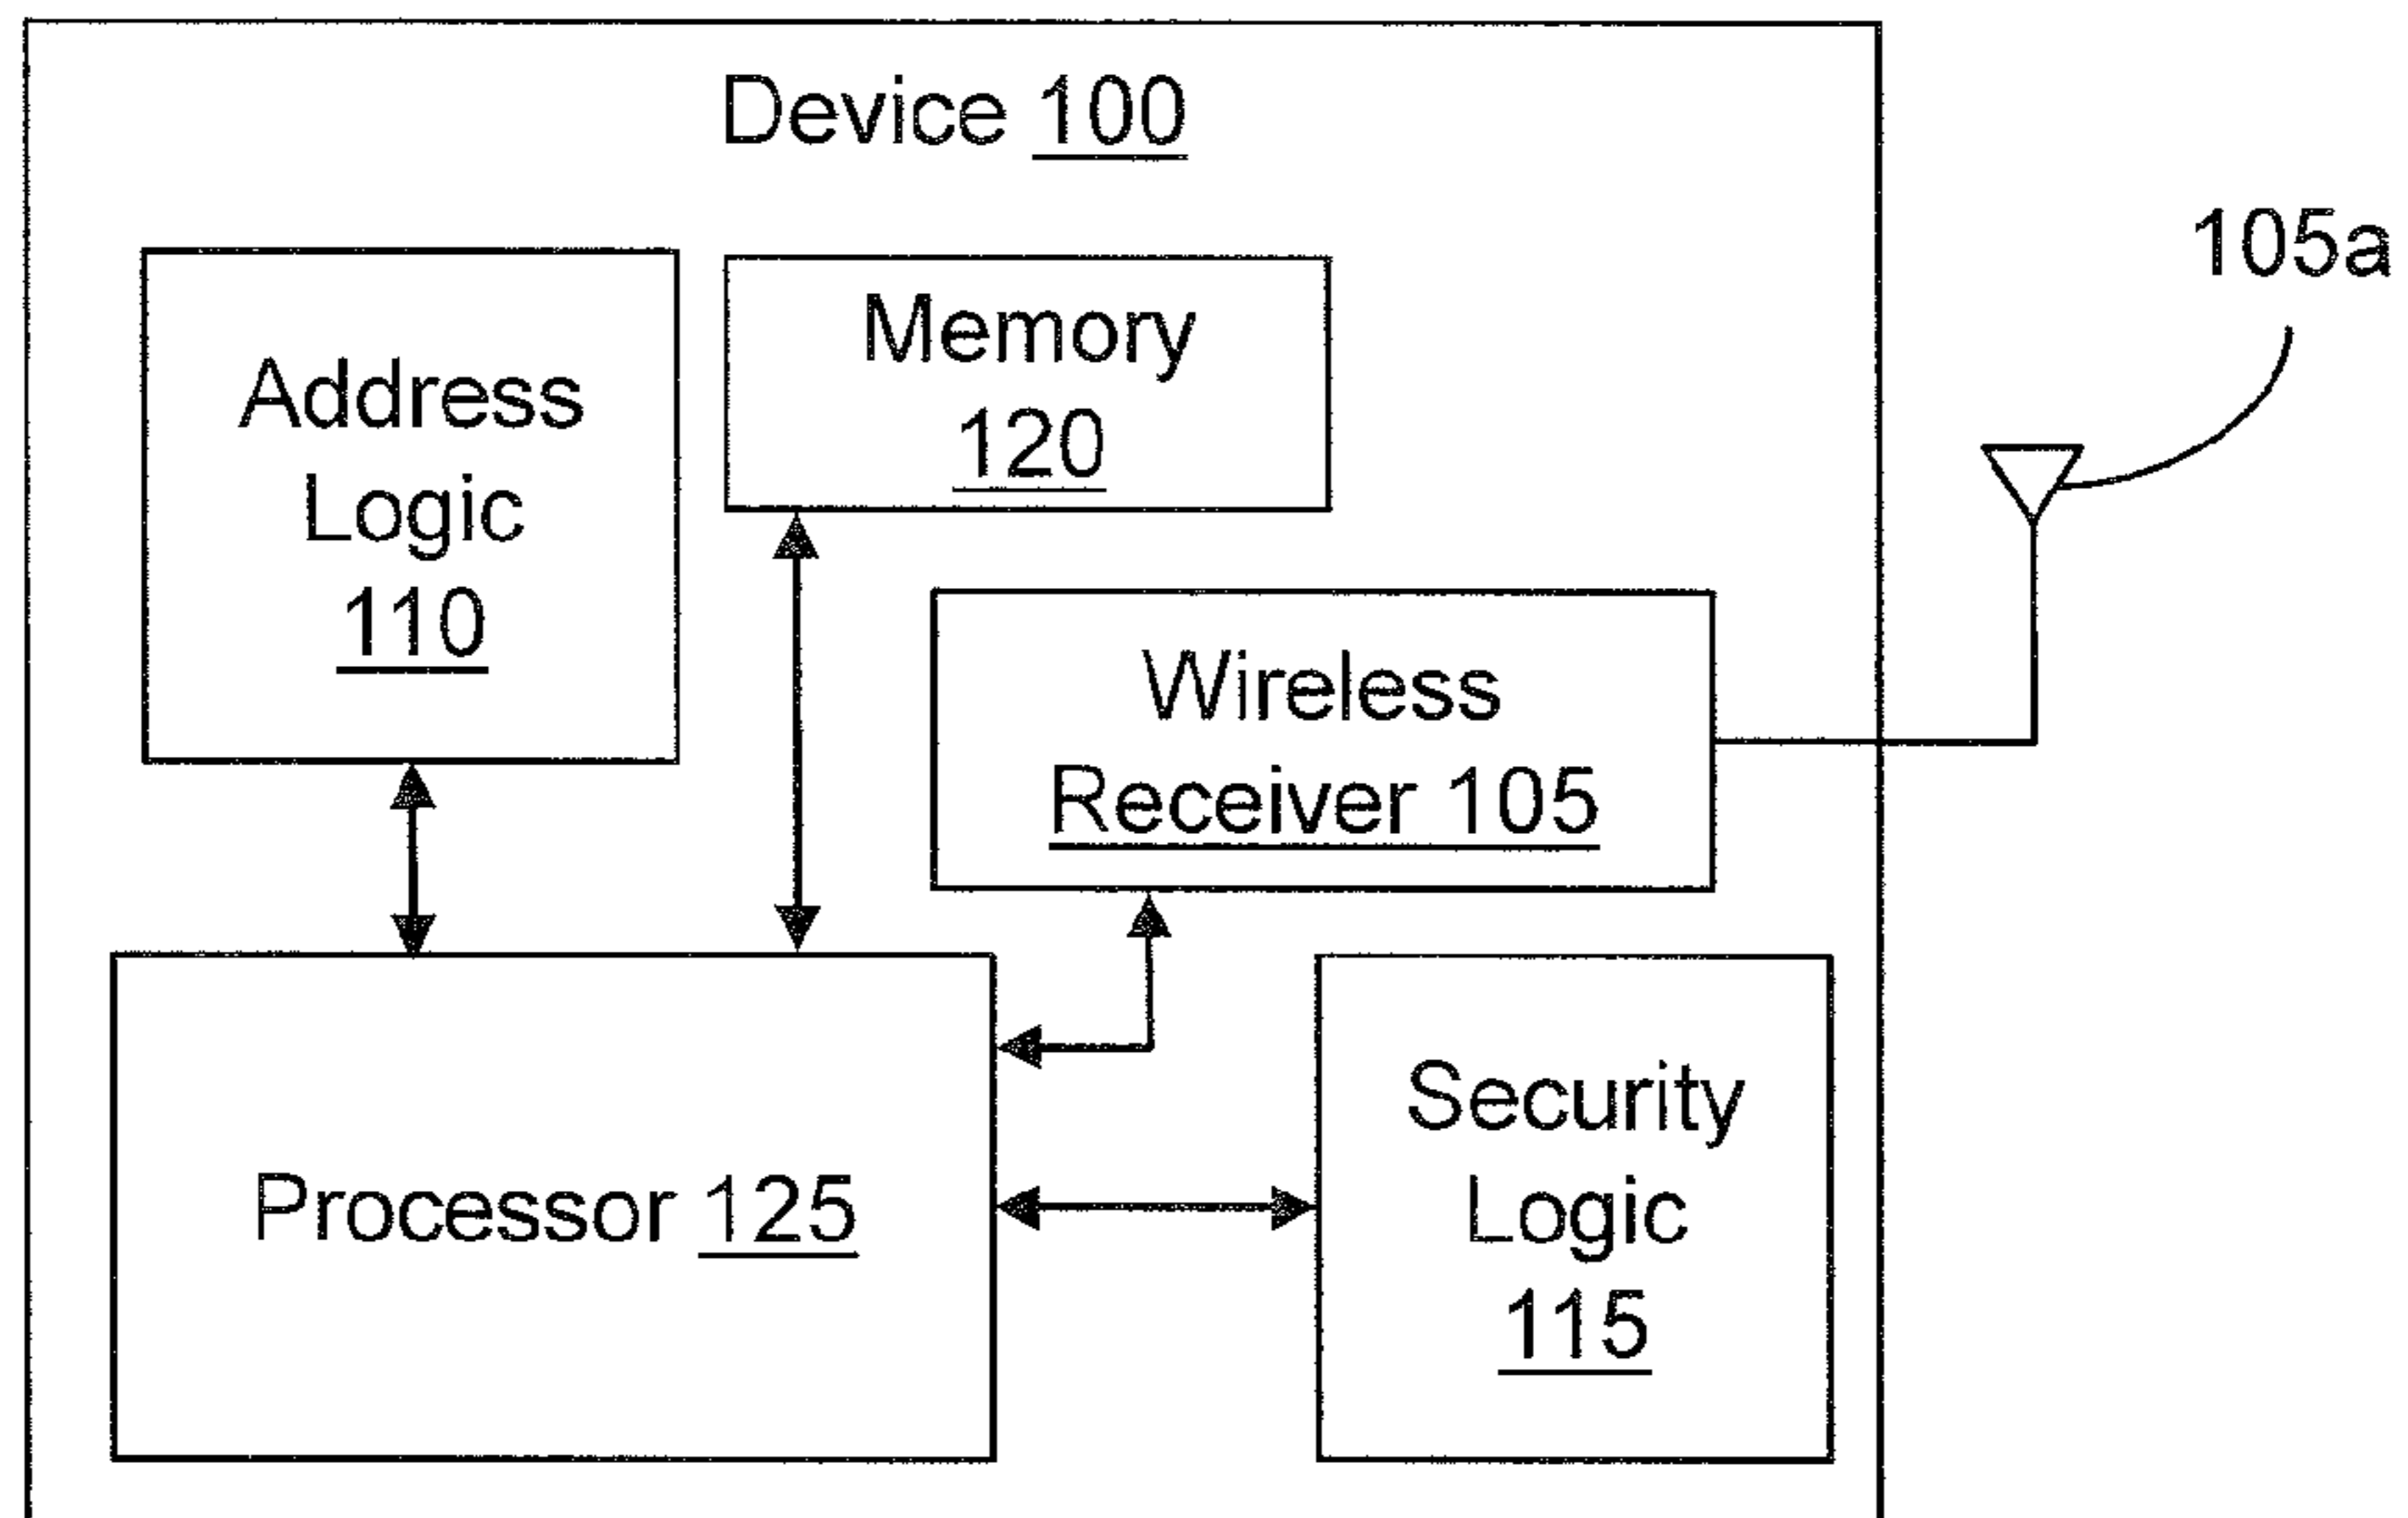 Device 100
105a
Address
Logic
110
Memory
120
Wireless
Receiver 105
Processor 125
Security
Logic
115